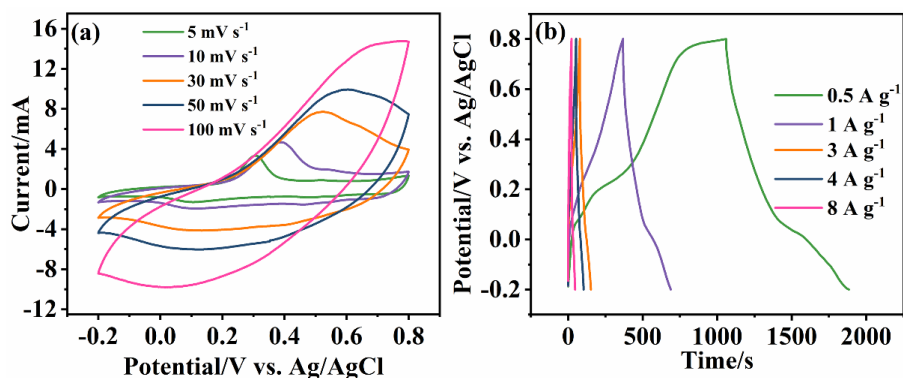 (a)
5 mV s⁻¹
10 mV s⁻¹
30 mV s⁻¹
50 mV s⁻¹
100 mV s⁻¹
Current/mA
16
12
8
4
0
-4
-8
-12
-0.2 0.0 0.2 0.4 0.6 0.8
Potential/V vs. Ag/AgCl
(b)
0.5 A g⁻¹
1 A g⁻¹
3 A g⁻¹
4 A g⁻¹
8 A g⁻¹
Potential/V vs. Ag/AgCl
0.8
0.6
0.4
0.2
0.0
-0.2
0 500 1000 1500 2000
Time/s